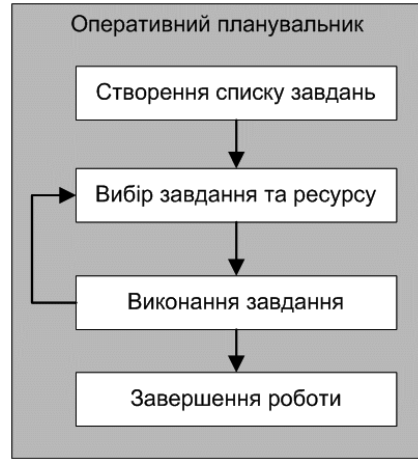 Оперативний планувальник
Створення списку завдань
Вибір завдання та ресурсу
Виконання завдання
Завершення роботи